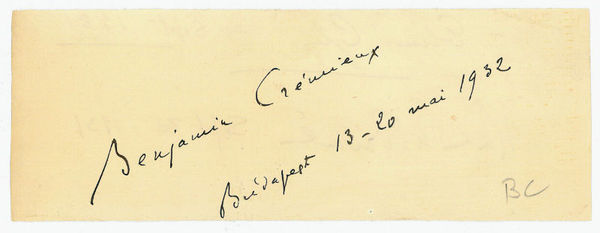 Benjamin Crémieux
Budapest 13-20 mai 1932
BC